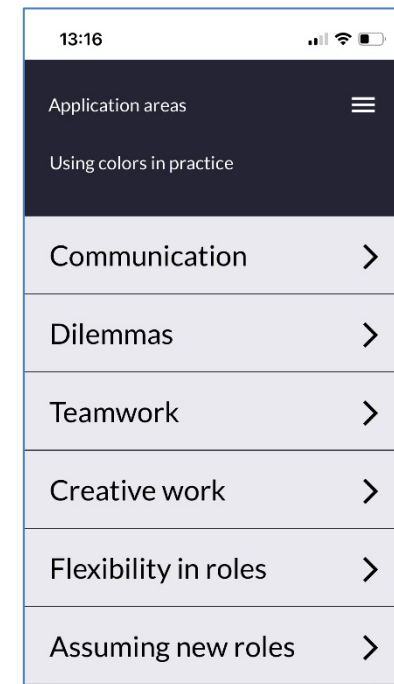 13:16
Application areas
Using colors in practice
Communication
Dilemmas
Teamwork
Creative work
Flexibility in roles
Assuming new roles